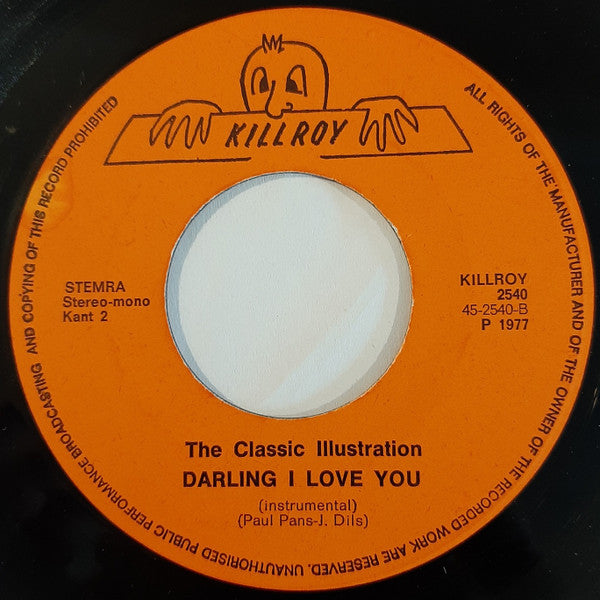 KILLROY
ALL RIGHTS OF THE MANUFACTURER AND OF THE OWNER OF THE RECORDED WORK ARE RESERVED. UNAUTHORISED PUBLIC PERFORMANCE BROADCASTING AND COPYING OF THIS RECORD PROHIBITED
STEMRA
Stereo-mono
Kant 2
KILLROY
2540
45-2540-B
P 1977
The Classic Illustration
DARLING I LOVE YOU
(instrumental)
(Paul Pans-J. Dils)